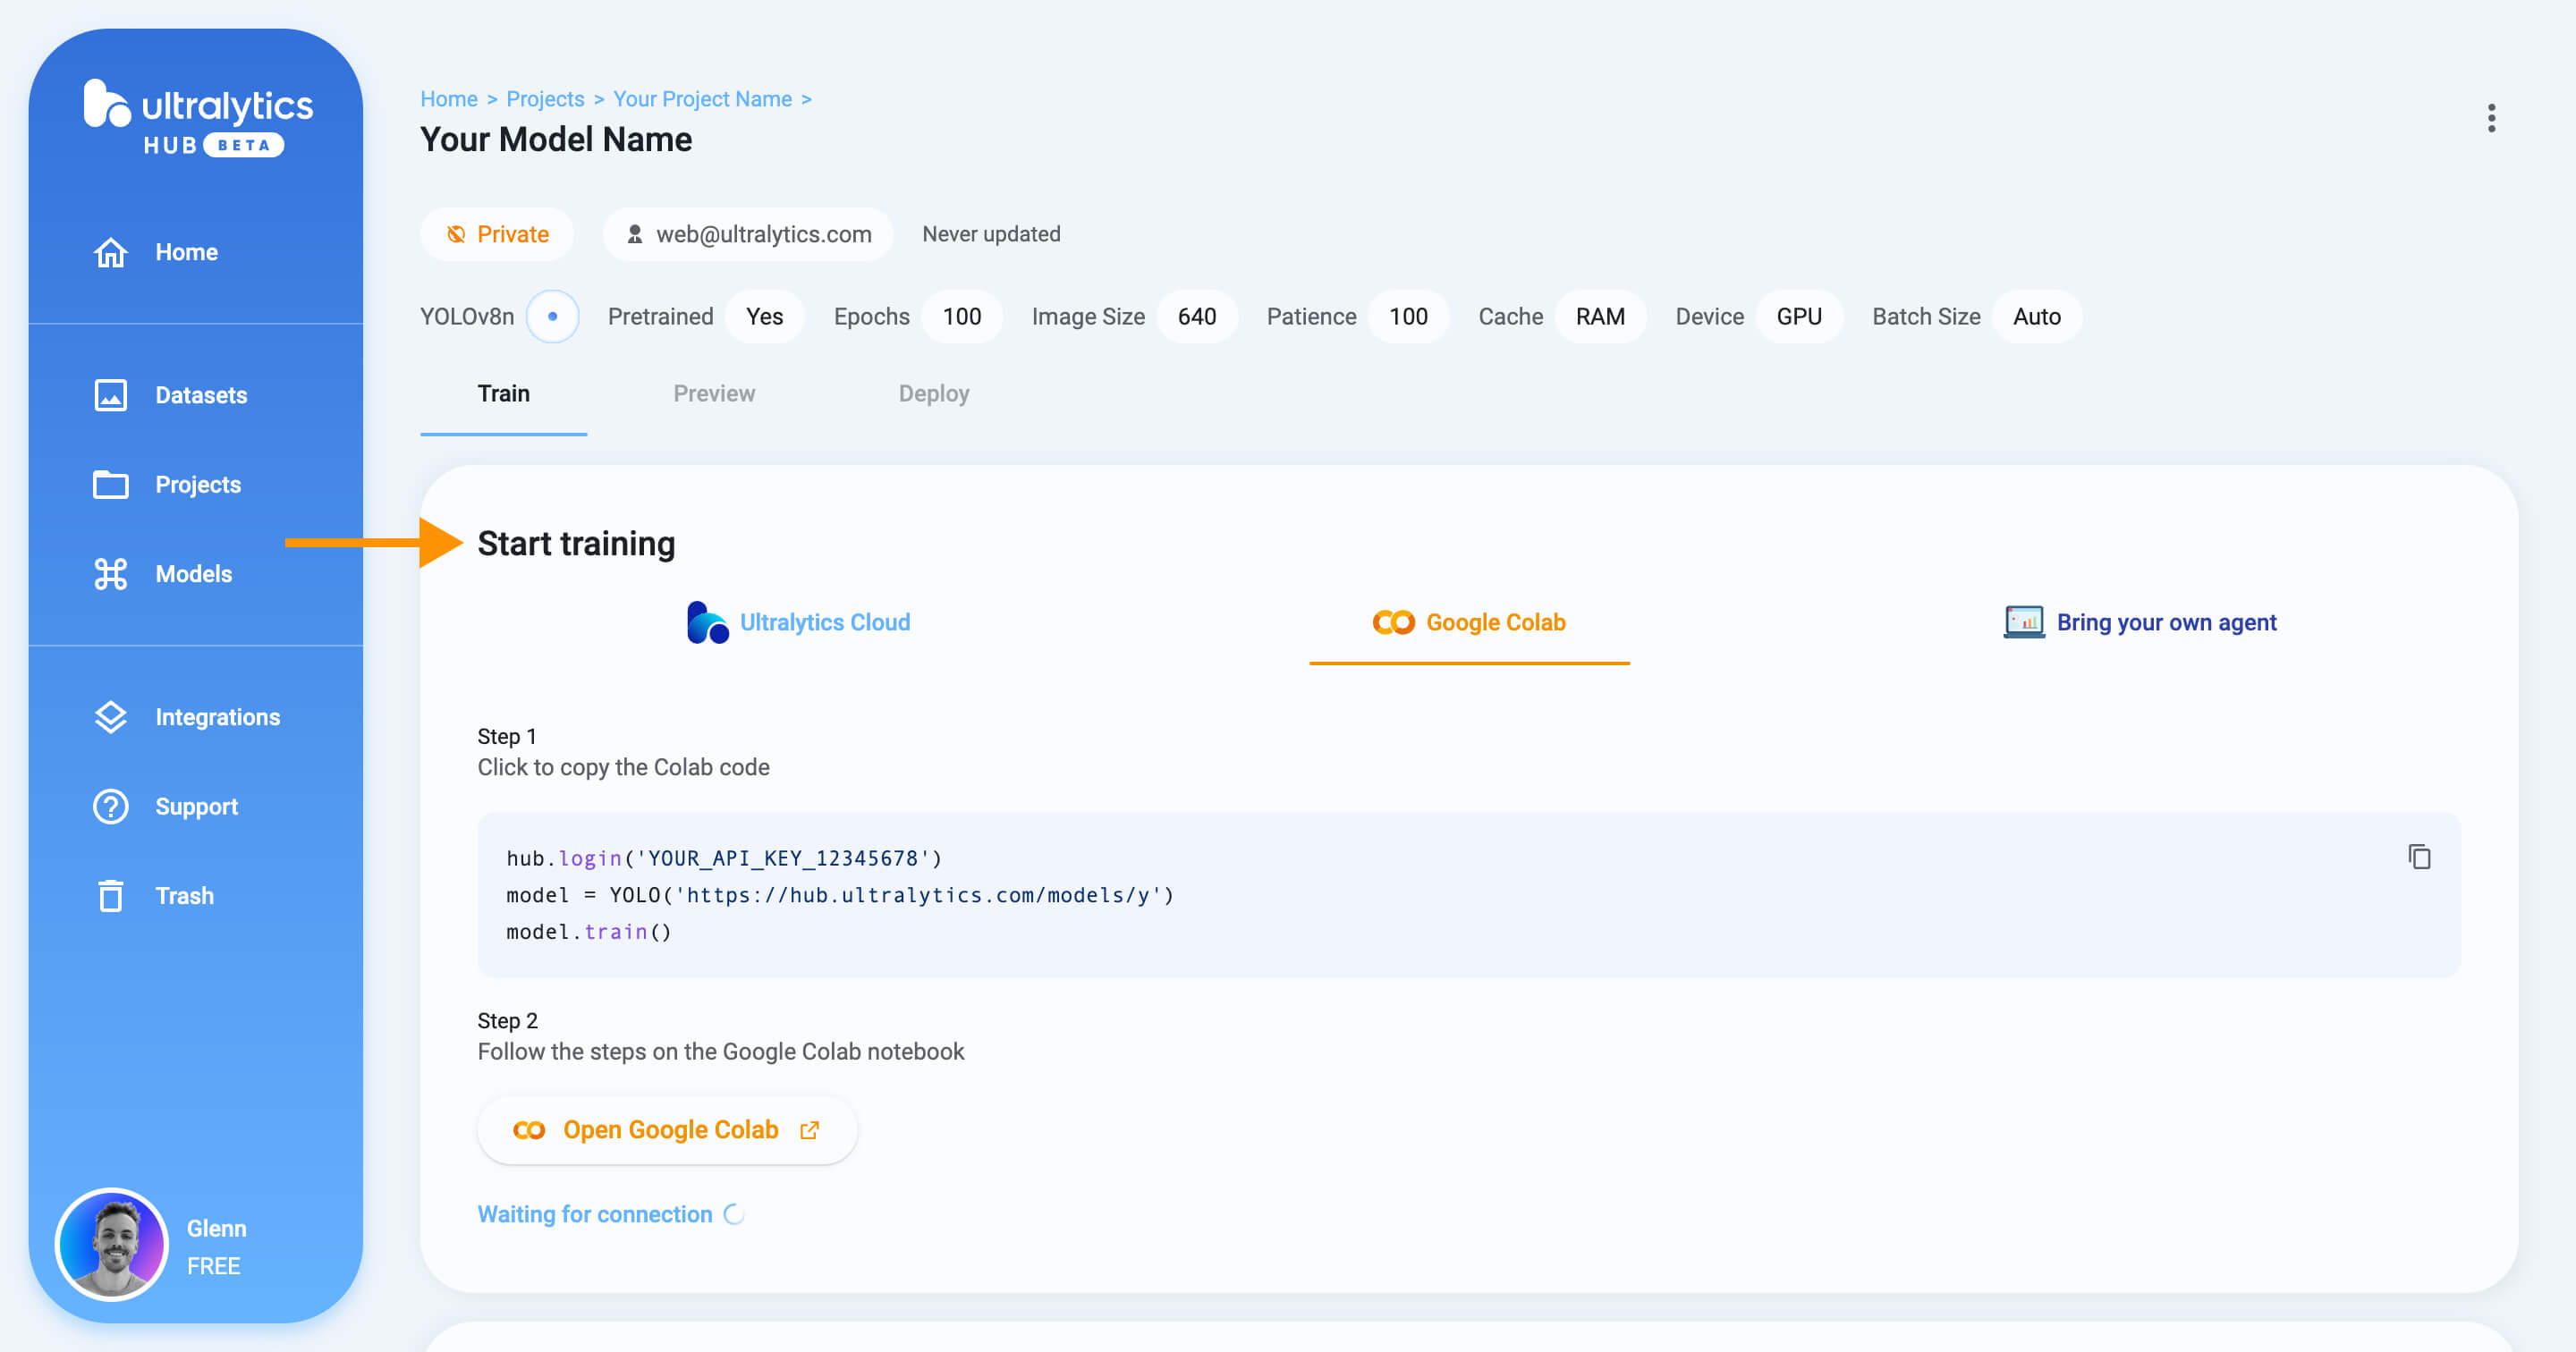 ultralytics
HUB BETA
Home
Datasets
Projects
Models
Integrations
Support
Trash
Glenn
FREE
Home > Projects > Your Project Name >
Your Model Name
Private web@ultralytics.com Never updated
YOLOv8n Pretrained Yes Epochs 100 Image Size 640 Patience 100 Cache RAM Device GPU Batch Size Auto
Train Preview Deploy
Start training
Ultralytics Cloud Google Colab Bring your own agent
Step 1
Click to copy the Colab code
hub.login('YOUR_API_KEY_12345678')
model = YOLO('https://hub.ultralytics.com/models/y')
model.train()
Step 2
Follow the steps on the Google Colab notebook
Open Google Colab
Waiting for connection